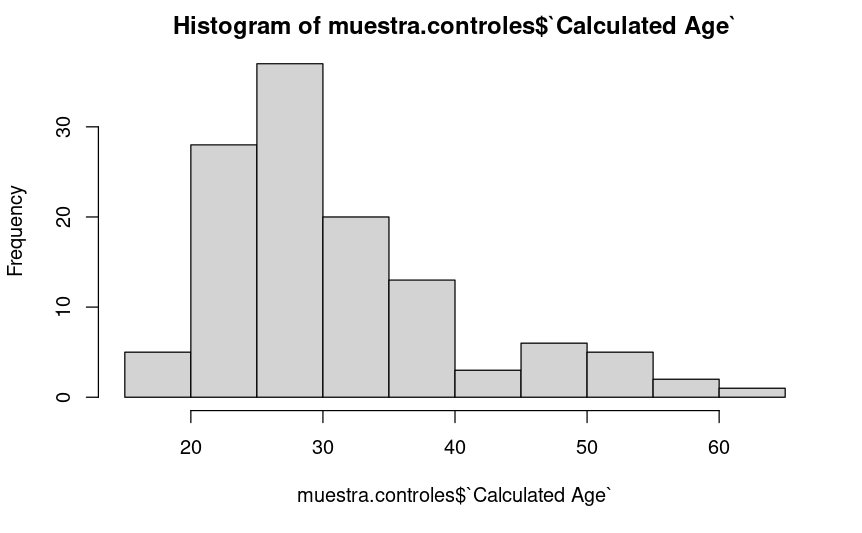 Histogram of muestra.controles$`Calculated Age`
Frequency
30
20
10
0
20 30 40 50 60
muestra.controles$`Calculated Age`